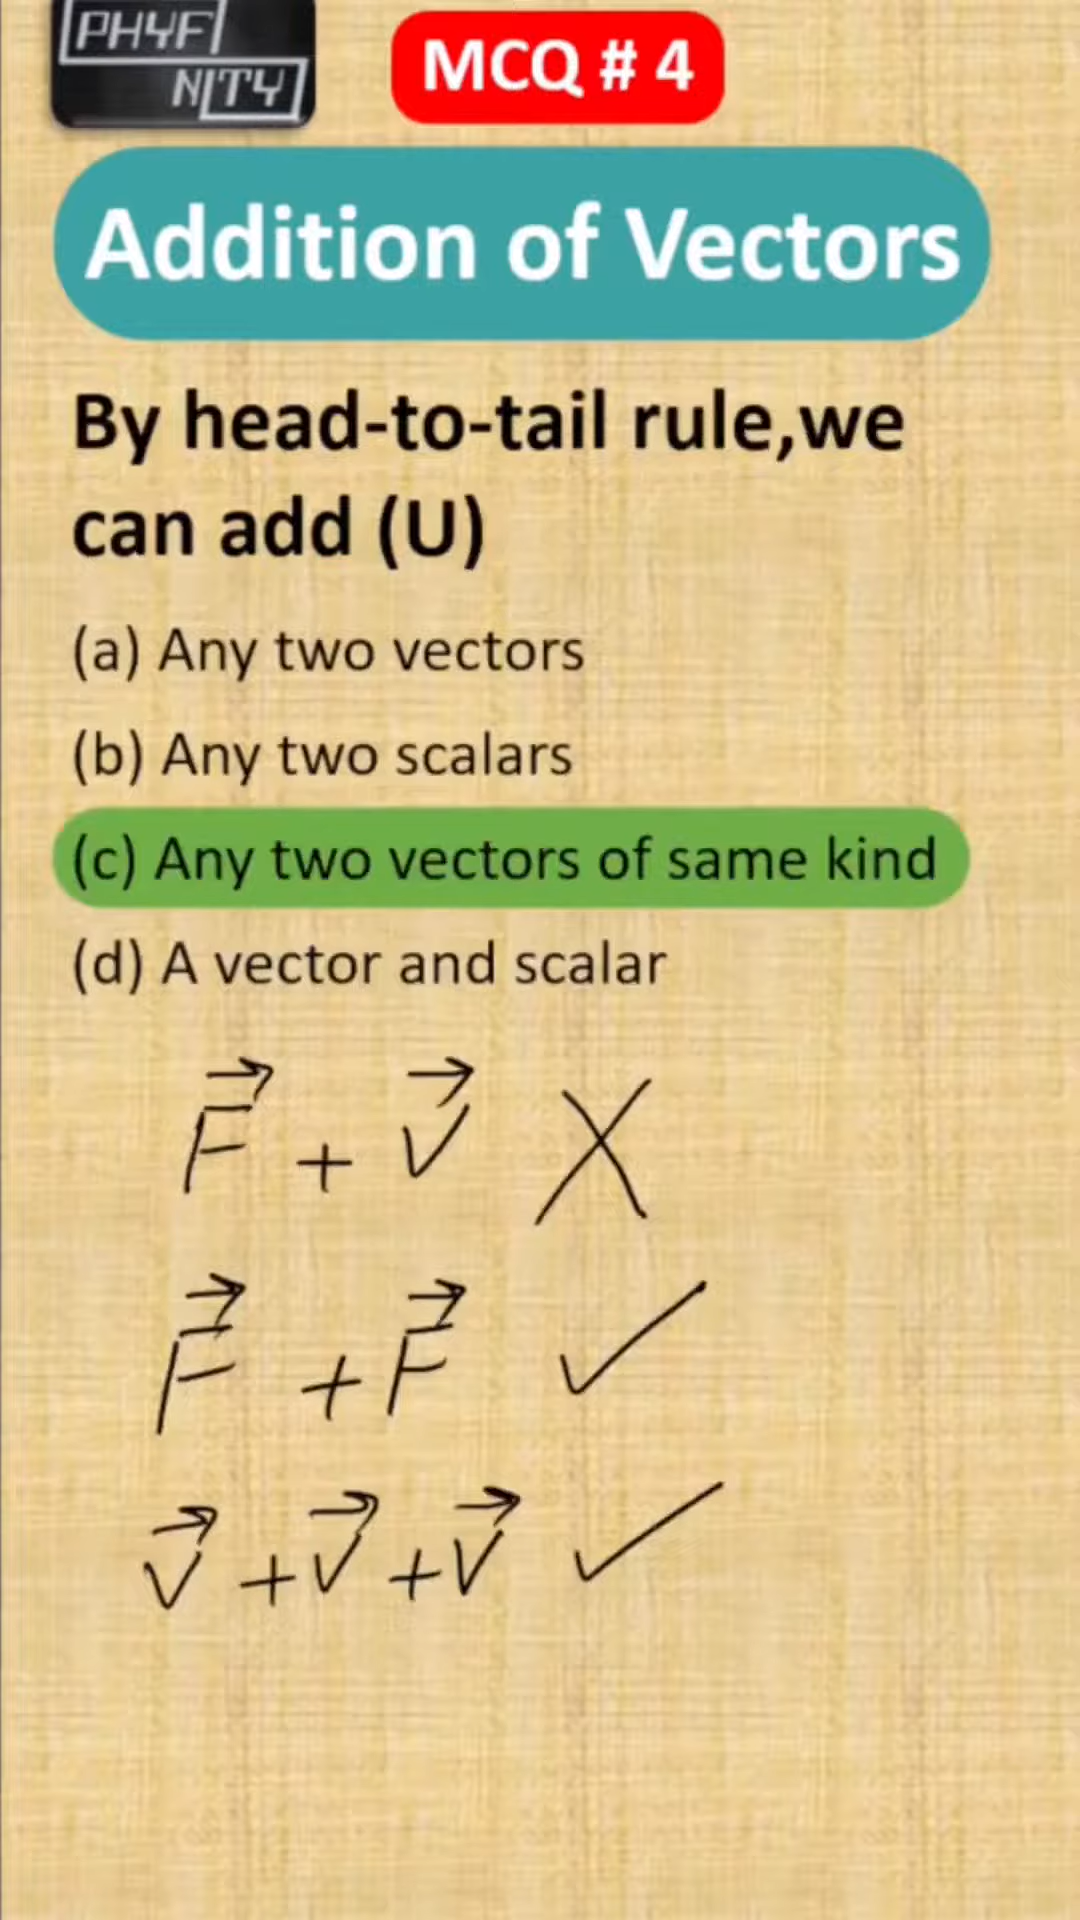 PHYF
NITY
MCQ # 4
Addition of Vectors
By head-to-tail rule,we
can add (U)
(a) Any two vectors
(b) Any two scalars
(c) Any two vectors of same kind
(d) A vector and scalar
F⃗ + V⃗ X
F⃗ + F⃗ ✓
V⃗ + V⃗ + V⃗ ✓